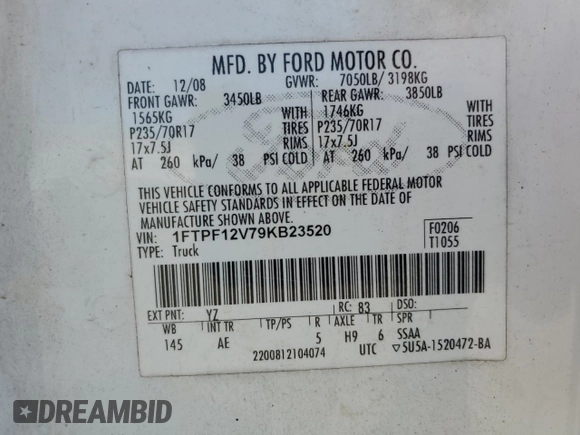 MFD. BY FORD MOTOR CO.
DATE: 12/08 GVWR: 7050LB/ 3198KG
FRONT GAWR: 3450LB REAR GAWR: 3850LB
1565KG WITH 1746KG WITH
P235/70R17 TIRES P235/70R17 TIRES
17x7.5J RIMS 17x7.5J RIMS
AT 260 kPa/ 38 PSI COLD AT 260 kPa/ 38 PSI COLD
THIS VEHICLE CONFORMS TO ALL APPLICABLE FEDERAL MOTOR
VEHICLE SAFETY STANDARDS IN EFFECT ON THE DATE OF
MANUFACTURE SHOWN ABOVE.
VIN: 1FTPF12V79KB23520 F0206
TYPE: Truck T1055
EXT PNT: YZ RC: 83 DSO:
WB INT TR TP/PS R AXLE TR SPR
145 AE 5 H9 6 SSAA
2200812104074 UTC ▽5U5A-1520472-BA
Ford
DREAMBID